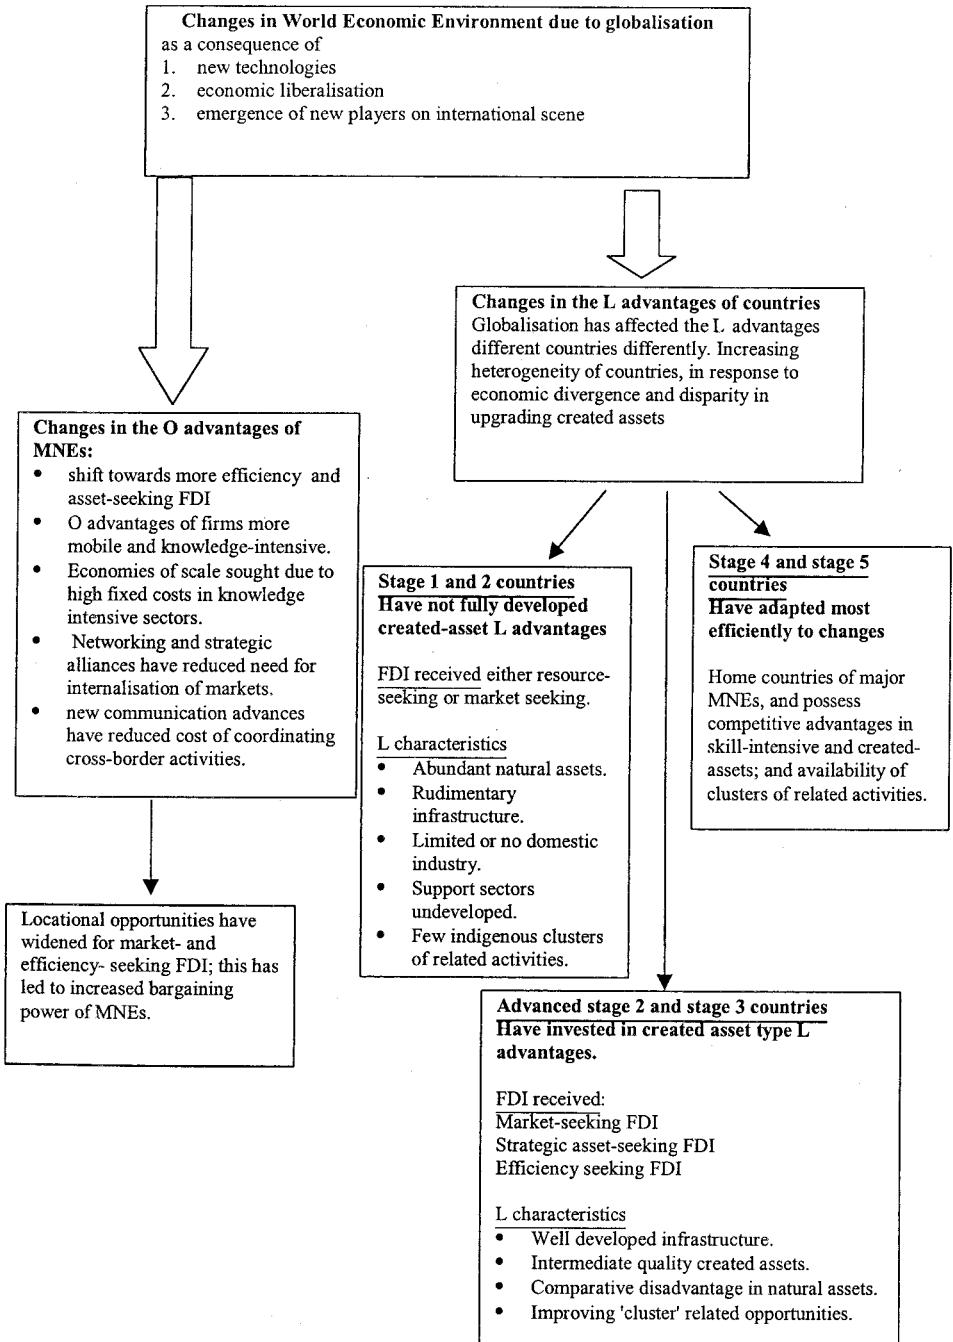 Changes in World Economic Environment due to globalisation
as a consequence of
1. new technologies
2. economic liberalisation
3. emergence of new players on international scene
Changes in the L advantages of countries
Globalisation has affected the L advantages
different countries differently. Increasing
heterogeneity of countries, in response to
economic divergence and disparity in
upgrading created assets
Changes in the O advantages of
MNEs:
• shift towards more efficiency and
asset-seeking FDI
• O advantages of firms more
mobile and knowledge-intensive.
• Economies of scale sought due to
high fixed costs in knowledge
intensive sectors.
• Networking and strategic
alliances have reduced need for
internalisation of markets.
• new communication advances
have reduced cost of coordinating
cross-border activities.
Locational opportunities have
widened for market- and
efficiency- seeking FDI; this has
led to increased bargaining
power of MNEs.
Stage 1 and 2 countries
Have not fully developed
created-asset L advantages
FDI received either resource-
seeking or market seeking.
L characteristics
• Abundant natural assets.
• Rudimentary
infrastructure.
• Limited or no domestic
industry.
• Support sectors
undeveloped.
• Few indigenous clusters
of related activities.
Stage 4 and stage 5
countries
Have adapted most
efficiently to changes
Home countries of major
MNEs, and possess
competitive advantages in
skill-intensive and created-
assets; and availability of
clusters of related activities.
Advanced stage 2 and stage 3 countries
Have invested in created asset type L
advantages.
FDI received:
Market-seeking FDI
Strategic asset-seeking FDI
Efficiency seeking FDI
L characteristics
• Well developed infrastructure.
• Intermediate quality created assets.
• Comparative disadvantage in natural assets.
• Improving 'cluster' related opportunities.